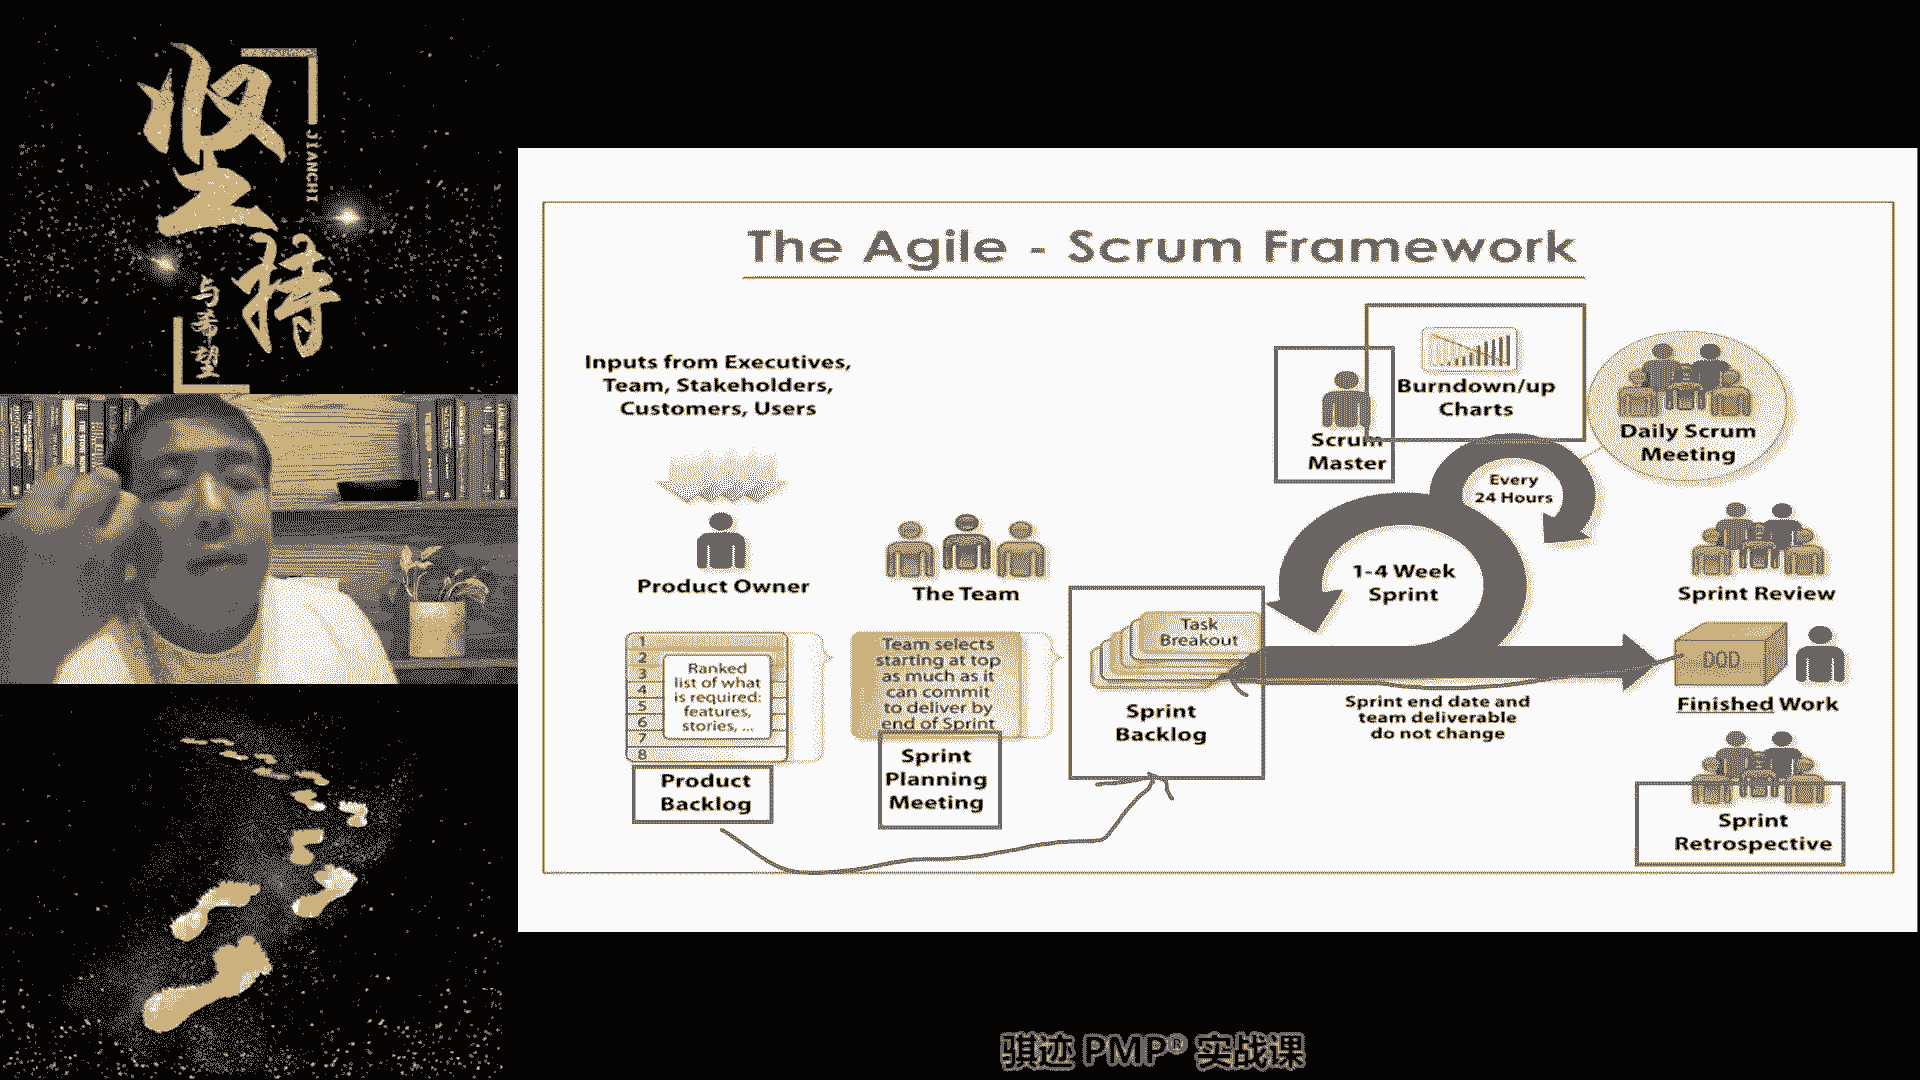 坚持
JIANCHI
与希望
The Agile - Scrum Framework
Inputs from Executives,
Team, Stakeholders,
Customers, Users
Product Owner
The Team
1
2
3
4
5
6
7
8
Ranked
list of what
is required:
features,
stories, ...
Product
Backlog
Team selects
starting at top
as much as it
can commit
to deliver by
end of Sprint
Sprint
Planning
Meeting
Task
Breakout
Sprint
Backlog
Scrum
Master
Burndown/up
Charts
Daily Scrum
Meeting
Every
24 Hours
1-4 Week
Sprint
Sprint end date and
team deliverable
do not change
Sprint Review
DOD
Finished Work
Sprint
Retrospective
骐迹 PMP® 实战课